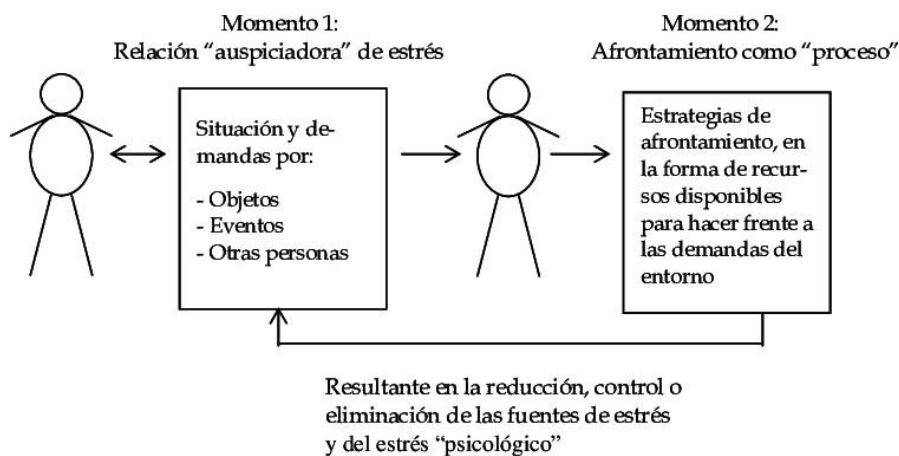 Momento 1:
Relación “auspiciadora” de estrés
Situación y de-
mandas por:
- Objetos
- Eventos
- Otras personas
Momento 2:
Afrontamiento como “proceso”
Estrategias de
afrontamiento, en
la forma de recur-
sos disponibles
para hacer frente a
las demandas del
entorno
Resultante en la reducción, control o
eliminación de las fuentes de estrés
y del estrés “psicológico”